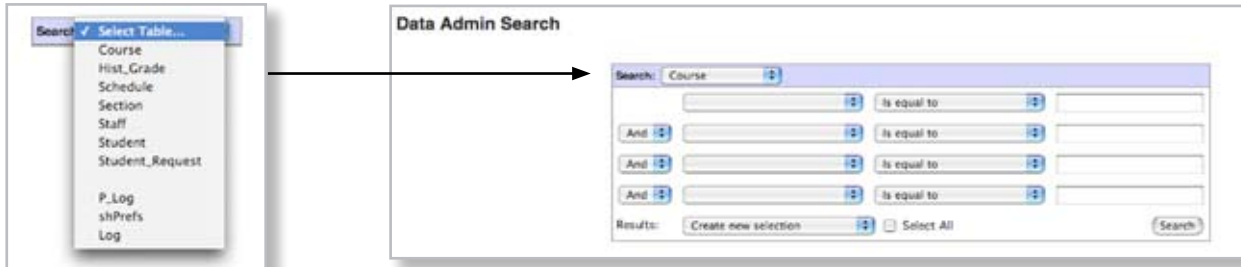 Search ✓ Select Table...
Course
Hist_Grade
Schedule
Section
Staff
Student
Student_Request
P_Log
shPrefs
Log
Data Admin Search
Search: Course
Is equal to
And Is equal to
And Is equal to
And Is equal to
Results: Create new selection Select All Search